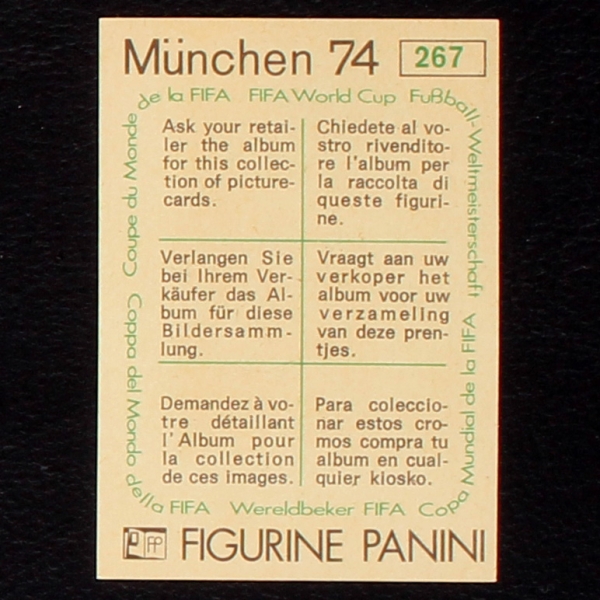 München 74 267
Coupe du Monde de la FIFA FIFA World Cup Fußball-Weltmeisterschaft
Ask your retai-
ler the album
for this collec-
tion of picture-
cards.
Chiedete al vo-
stro rivendito-
re l'album per
la raccolta di
queste figuri-
ne.
Verlangen Sie
bei Ihrem Ver-
käufer das Al-
bum für diese
Bildersamm-
lung.
Vraagt aan uw
verkoper het
album voor uw
verzameling
van deze pren-
tjes.
Demandez à vo-
tre détaillant
l'Album pour
la collection
de ces images.
Para coleccio-
nar estos cro-
mos compra tu
album en cual-
quier kiosko.
Coppa del Mondo della FIFA Wereldbeker FIFA Copa Mundial de la FIFA
FP FIGURINE PANINI